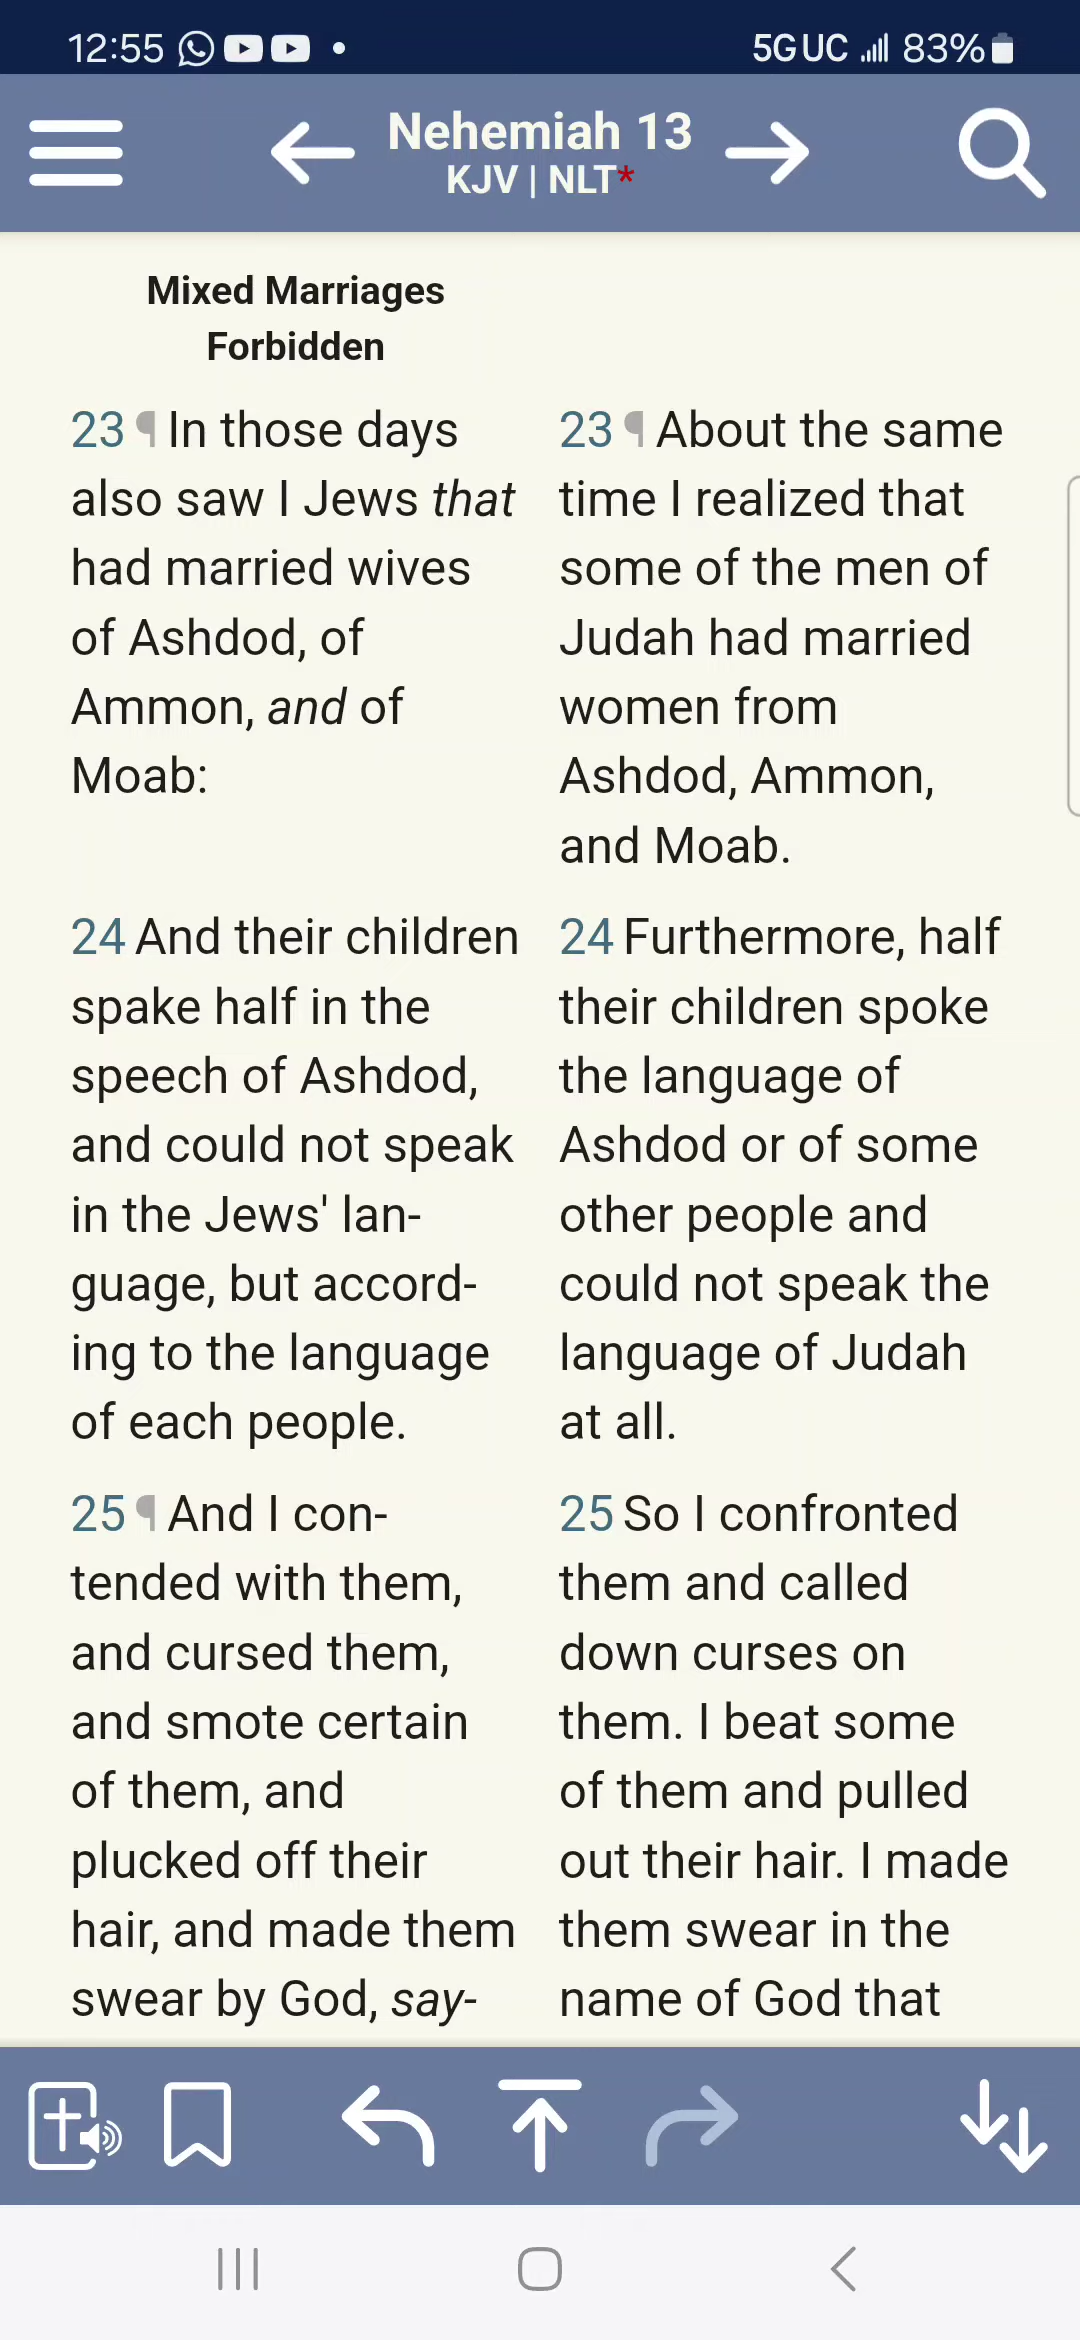 12:55
5G UC 83%
Nehemiah 13
KJV | NLT*
Mixed Marriages
Forbidden
23 ¶ In those days
also saw I Jews that
had married wives
of Ashdod, of
Ammon, and of
Moab:
24 And their children
spake half in the
speech of Ashdod,
and could not speak
in the Jews' lan-
guage, but accord-
ing to the language
of each people.
25 ¶ And I con-
tended with them,
and cursed them,
and smote certain
of them, and
plucked off their
hair, and made them
swear by God, say-
23 ¶ About the same
time I realized that
some of the men of
Judah had married
women from
Ashdod, Ammon,
and Moab.
24 Furthermore, half
their children spoke
the language of
Ashdod or of some
other people and
could not speak the
language of Judah
at all.
25 So I confronted
them and called
down curses on
them. I beat some
of them and pulled
out their hair. I made
them swear in the
name of God that